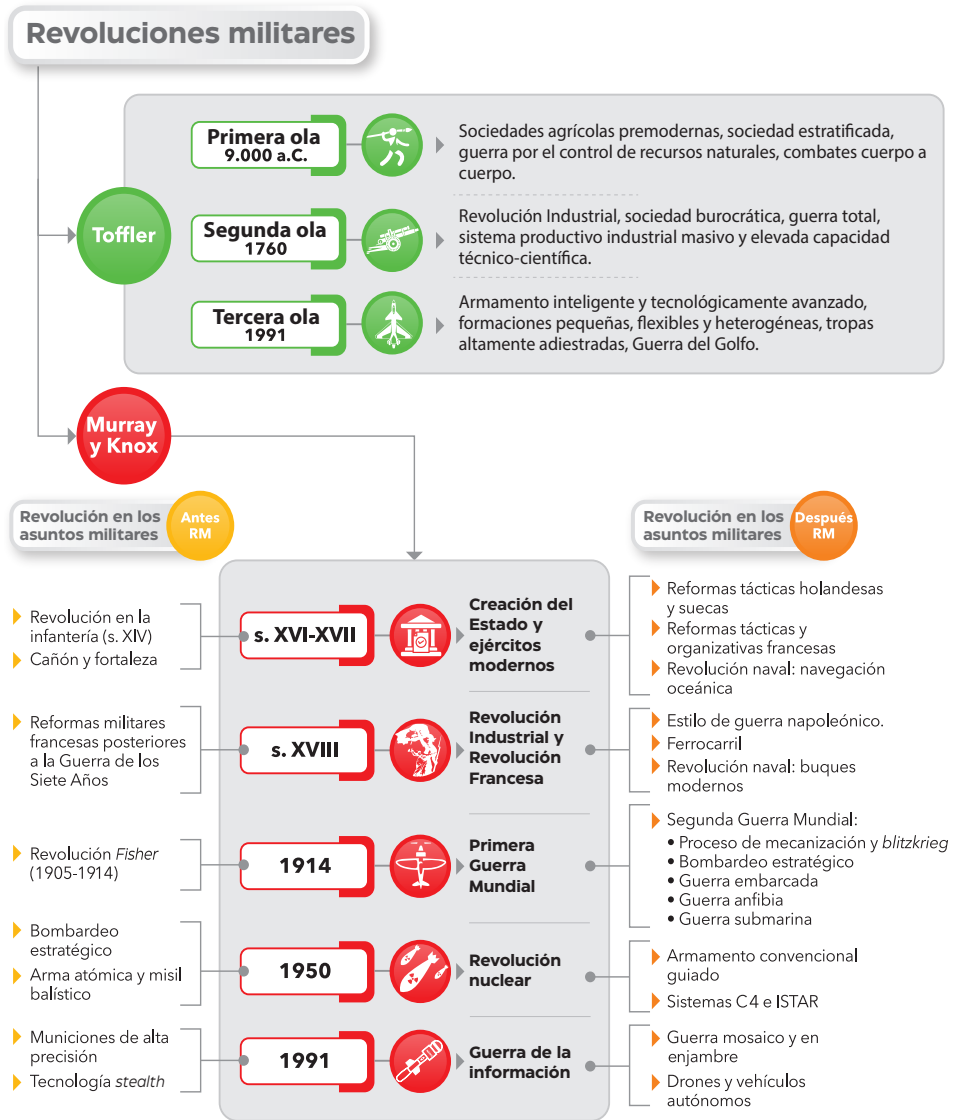 Revoluciones militares
Toffler
Primera ola
9.000 a.C.
Sociedades agrícolas premodernas, sociedad estratificada,
guerra por el control de recursos naturales, combates cuerpo a
cuerpo.
Segunda ola
1760
Revolución Industrial, sociedad burocrática, guerra total,
sistema productivo industrial masivo y elevada capacidad
técnico-científica.
Tercera ola
1991
Armamento inteligente y tecnológicamente avanzado,
formaciones pequeñas, flexibles y heterogéneas, tropas
altamente adiestradas, Guerra del Golfo.
Murray
y Knox
Revolución en los
asuntos militares
Antes
RM
Revolución en los
asuntos militares
Después
RM
Revolución en la
infantería (s. XIV)
Cañón y fortaleza
s. XVI-XVII
Creación del
Estado y
ejércitos
modernos
Reformas tácticas holandesas
y suecas
Reformas tácticas y
organizativas francesas
Revolución naval: navegación
oceánica
Reformas militares
francesas posteriores
a la Guerra de los
Siete Años
s. XVIII
Revolución
Industrial y
Revolución
Francesa
Estilo de guerra napoleónico.
Ferrocarril
Revolución naval: buques
modernos
Revolución Fisher
(1905-1914)
1914
Primera
Guerra
Mundial
Segunda Guerra Mundial:
• Proceso de mecanización y blitzkrieg
• Bombardeo estratégico
• Guerra embarcada
• Guerra anfibia
• Guerra submarina
Bombardeo
estratégico
Arma atómica y misil
balístico
1950
Revolución
nuclear
Armamento convencional
guiado
Sistemas C4 e ISTAR
Municiones de alta
precisión
Tecnología stealth
1991
Guerra de la
información
Guerra mosaico y en
enjambre
Drones y vehículos
autónomos